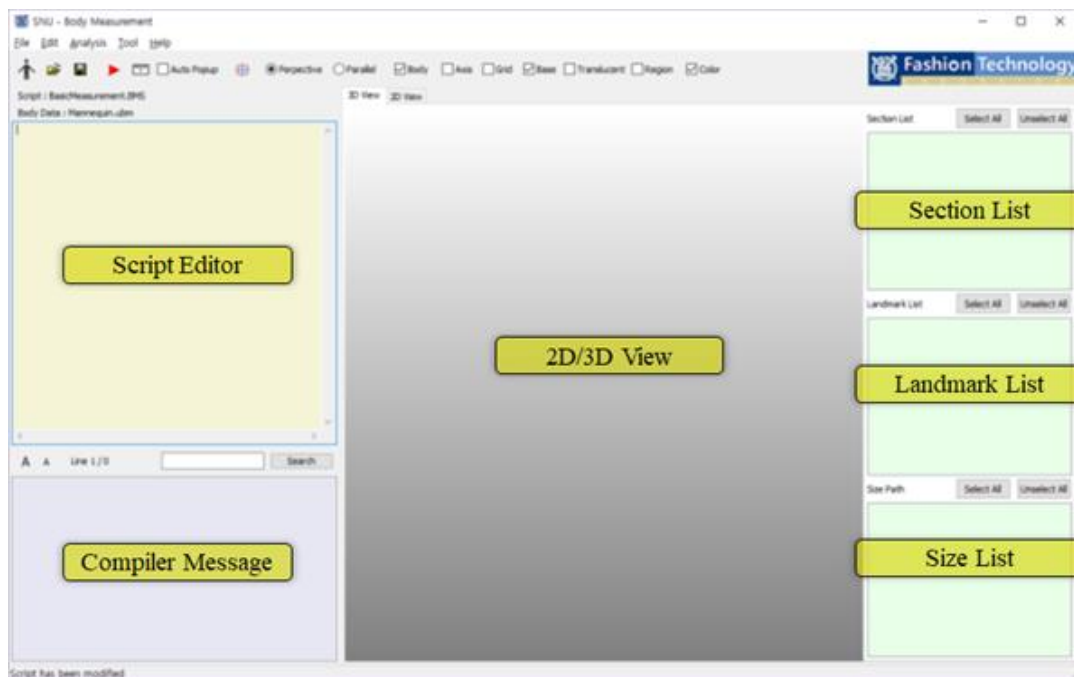 SNU - Body Measurement
File Edit Analysis Tool Help
Auto Popup Perpective Parallel Body Axis Grid Base Translucent Region Color
Fashion Technology
Script : BasicMeasurement.BMS
Body Data : Mannequin.ubm
3D View 2D View
Section List Select All Unselect All
Section List
Script Editor
Landmark List Select All Unselect All
2D/3D View
Landmark List
A A Line 1 / 0 Search
Size Path Select All Unselect All
Compiler Message
Size List
Script has been modified.